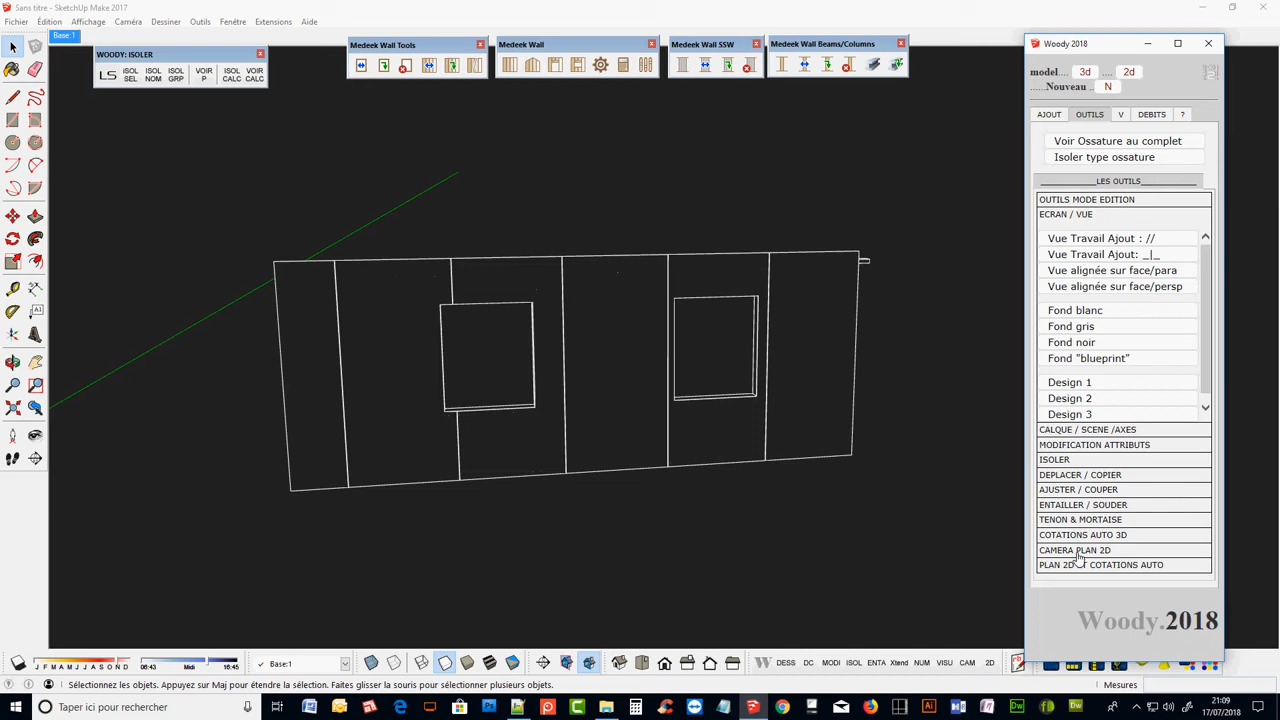 Sans titre - SketchUp Make 2017
Fichier Édition Affichage Caméra Dessiner Outils Fenêtre Extensions Aide
Base:1
WOODY: ISOLER
LS ISOL SEL ISOL NOM ISOL GRP VOIR P ISOL CALC VOIR CALC
Medeek Wall Tools
Medeek Wall
Medeek Wall SSW
Medeek Wall Beams/Columns
Woody 2018
model.... 3d .... 2d
......Nouveau .. N
AJOUT OUTILS V DEBITS ?
Voir Ossature au complet
Isoler type ossature
LES OUTILS
OUTILS MODE EDITION
ECRAN / VUE
Vue Travail Ajout : //
Vue Travail Ajout: _|_
Vue alignée sur face/para
Vue alignée sur face/persp
Fond blanc
Fond gris
Fond noir
Fond "blueprint"
Design 1
Design 2
Design 3
CALQUE / SCENE /AXES
MODIFICATION ATTRIBUTS
ISOLER
DEPLACER / COPIER
AJUSTER / COUPER
ENTAILLER / SOUDER
TENON & MORTAISE
COTATIONS AUTO 3D
CAMERA PLAN 2D
PLAN 2D COTATIONS AUTO
Woody.2018
J F M A M J J A S O N D 06:43 Midi 16:45
Base:1
DESS DC MODI ISOL ENTA Xtend NUM VISU CAM 2D
Sélectionnez les objets. Appuyez sur Maj pour étendre la sélection. Faites glisser la souris pour sélectionner plusieurs objets.
Mesures
Taper ici pour rechercher
21:09
17/07/2018